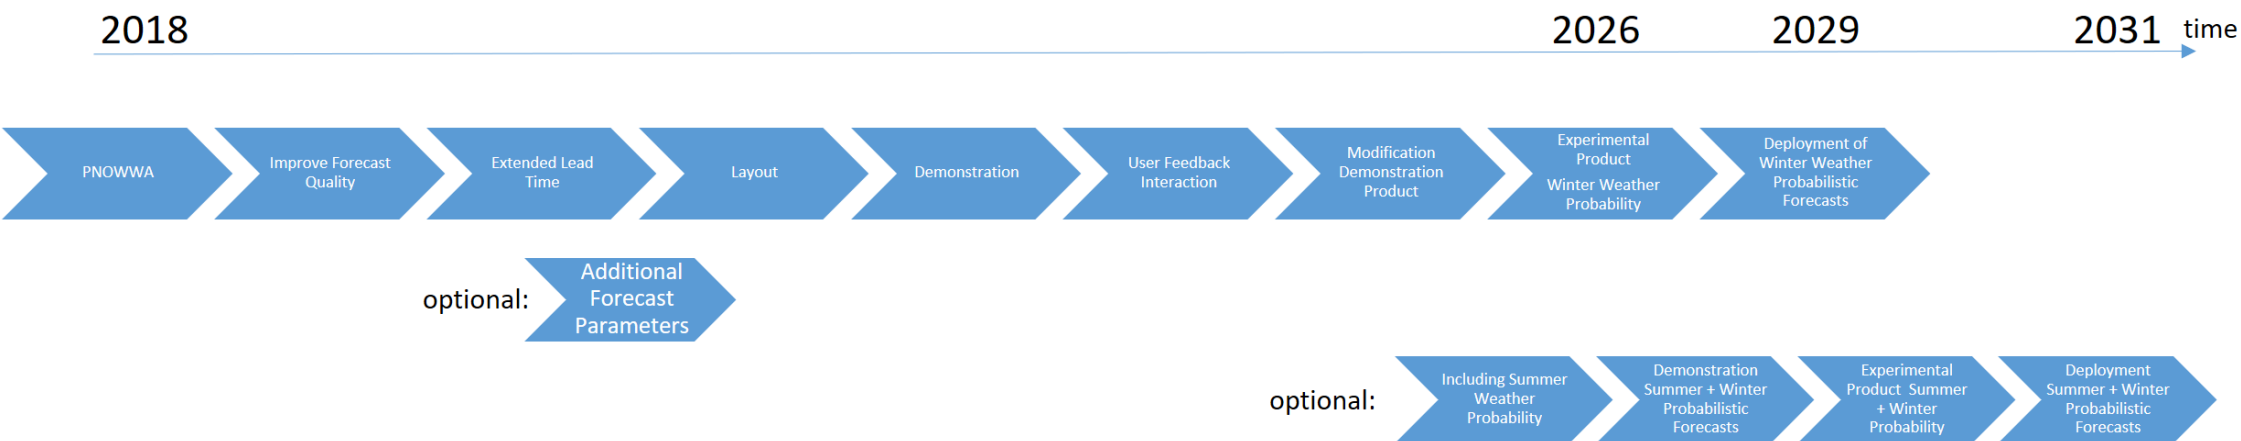 2018 2026 2029 2031 time
PNOWWA
Improve Forecast
Quality
Extended Lead
Time
Layout
Demonstration
User Feedback
Interaction
Modification
Demonstration
Product
Experimental
Product
Winter Weather
Probability
Deployment of
Winter Weather
Probabilistic
Forecasts
optional:
Additional
Forecast
Parameters
optional:
Including Summer
Weather
Probability
Demonstration
Summer + Winter
Probabilistic
Forecasts
Experimental
Product Summer
+ Winter
Probability
Deployment
Summer + Winter
Probabilistic
Forecasts